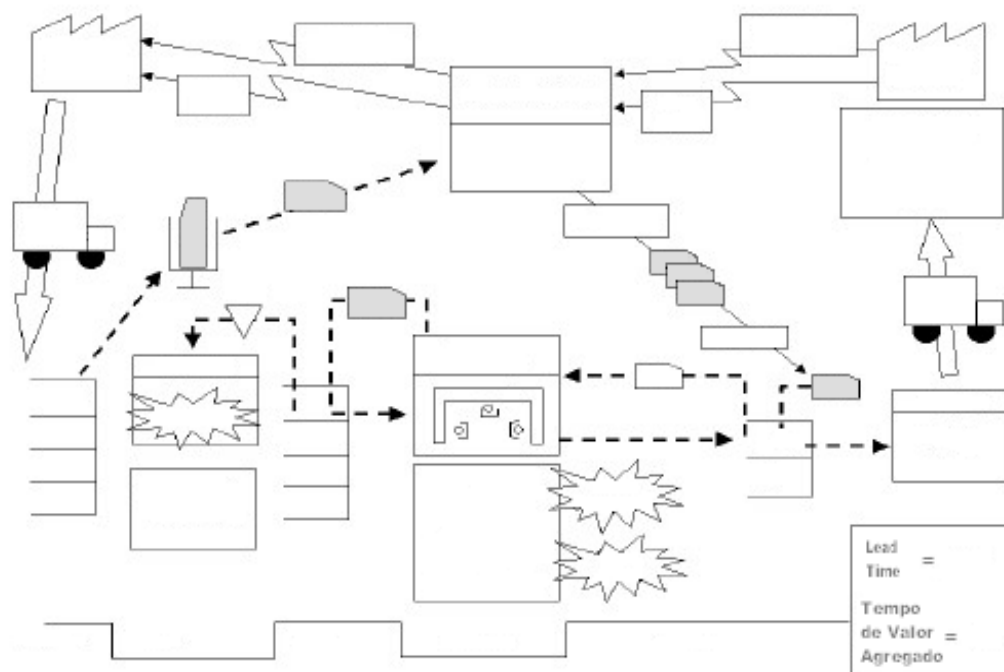 Lead
Time =
Tempo
de Valor =
Agregado